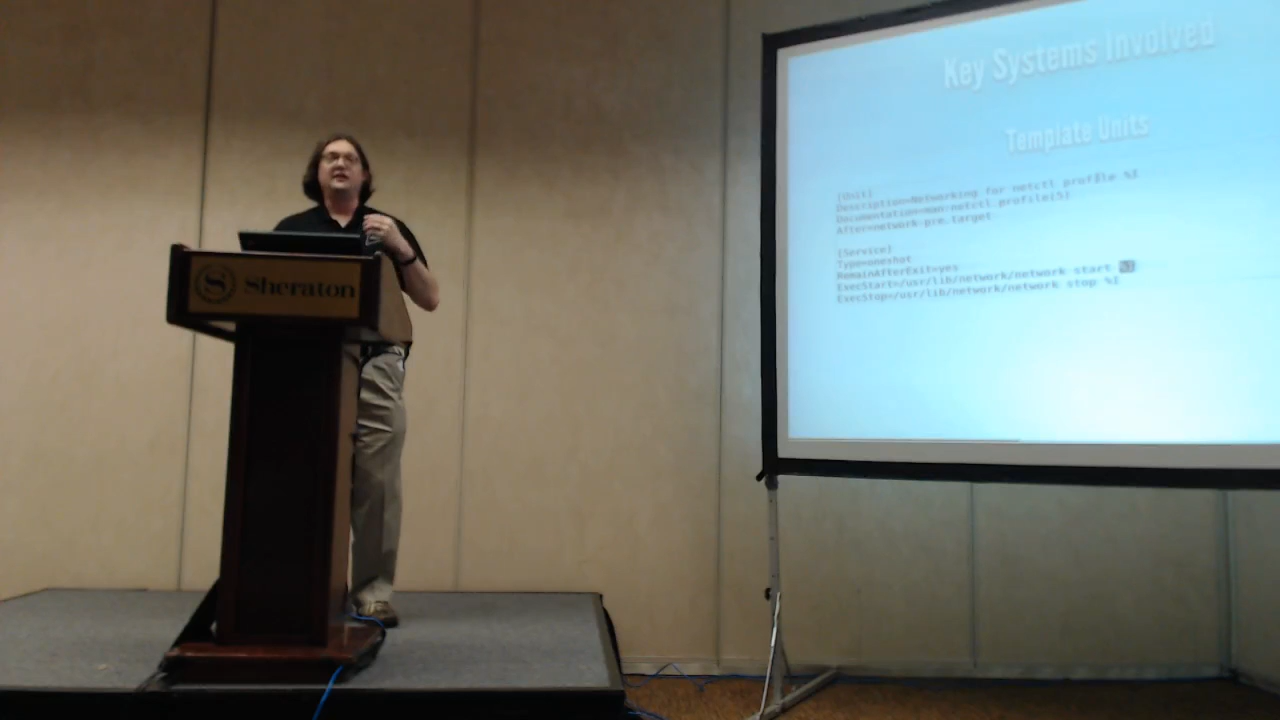 Sheraton
Key Systems Involved
Template Units
[Unit]
Description=Networking for netctl profile %I
Documentation=man:netctl.profile(5)
After=network-pre.target
[Service]
Type=oneshot
RemainAfterExit=yes
ExecStart=/usr/lib/network/network start %I
ExecStop=/usr/lib/network/network stop %I